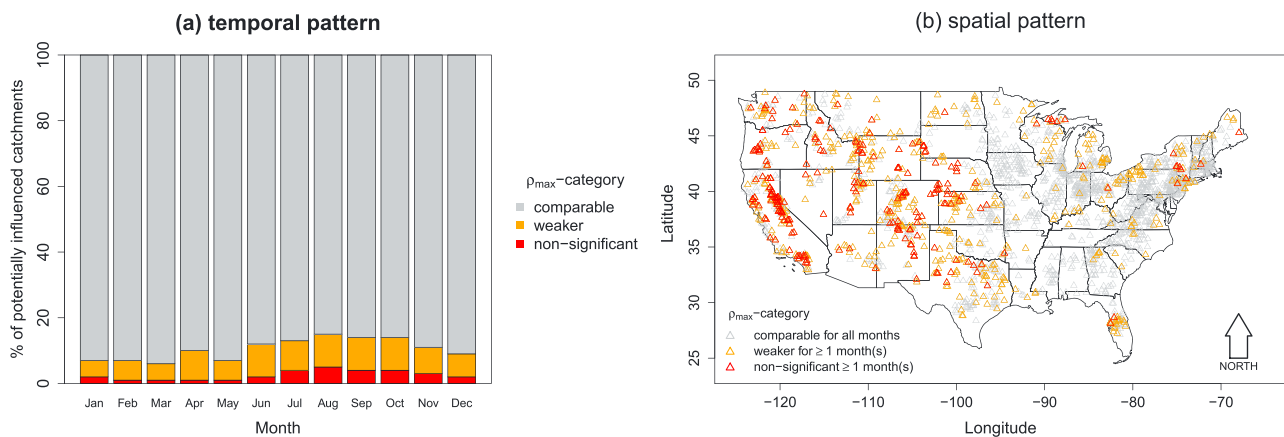 (a) temporal pattern
% of potentially influenced catchments
100
80
60
40
20
0
Jan Feb Mar Apr May Jun Jul Aug Sep Oct Nov Dec
Month
ρmax−category
comparable
weaker
non−significant
(b) spatial pattern
Latitude
50
45
40
35
30
25
ρmax−category
comparable for all months
weaker for ≥ 1 month(s)
non−significant ≥ 1 month(s)
NORTH
−120 −110 −100 −90 −80 −70
Longitude